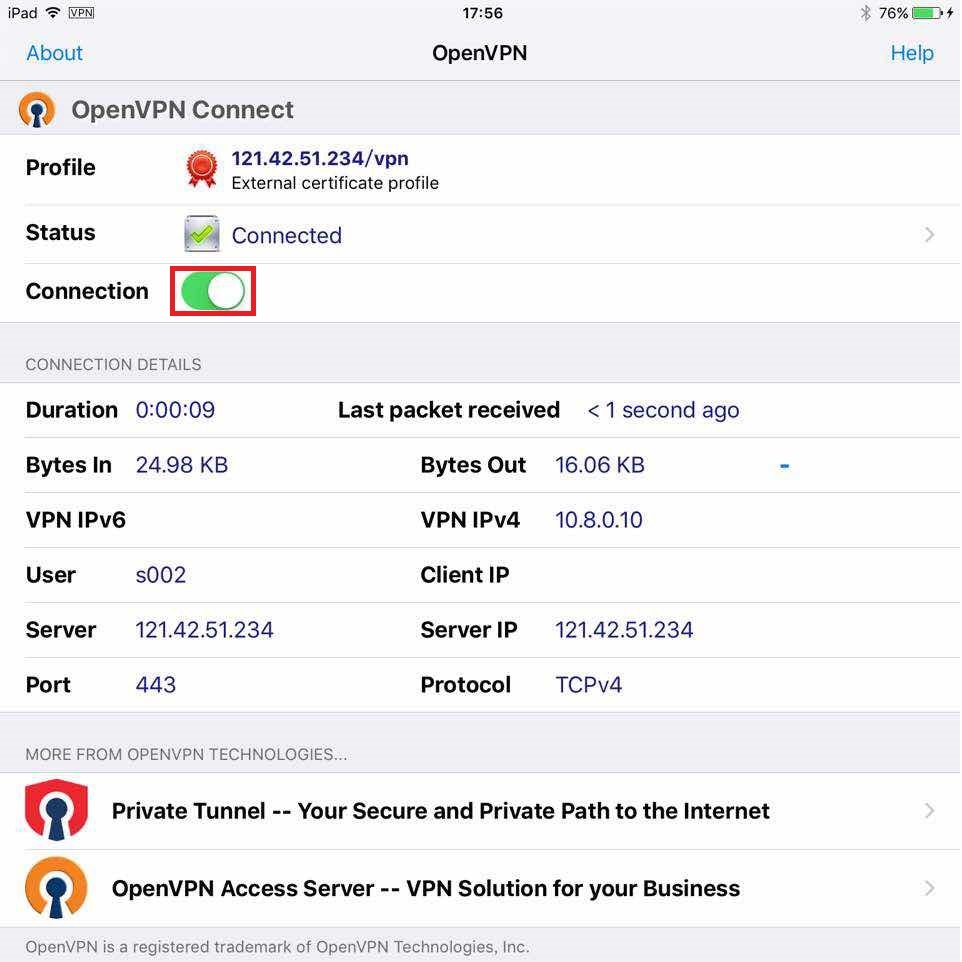 iPad VPN 17:56 76%
About OpenVPN Help
OpenVPN Connect
Profile 121.42.51.234/vpn
External certificate profile
Status Connected
Connection
CONNECTION DETAILS
Duration 0:00:09 Last packet received < 1 second ago
Bytes In 24.98 KB Bytes Out 16.06 KB -
VPN IPv6 VPN IPv4 10.8.0.10
User s002 Client IP
Server 121.42.51.234 Server IP 121.42.51.234
Port 443 Protocol TCPv4
MORE FROM OPENVPN TECHNOLOGIES...
Private Tunnel -- Your Secure and Private Path to the Internet
OpenVPN Access Server -- VPN Solution for your Business
OpenVPN is a registered trademark of OpenVPN Technologies, Inc.